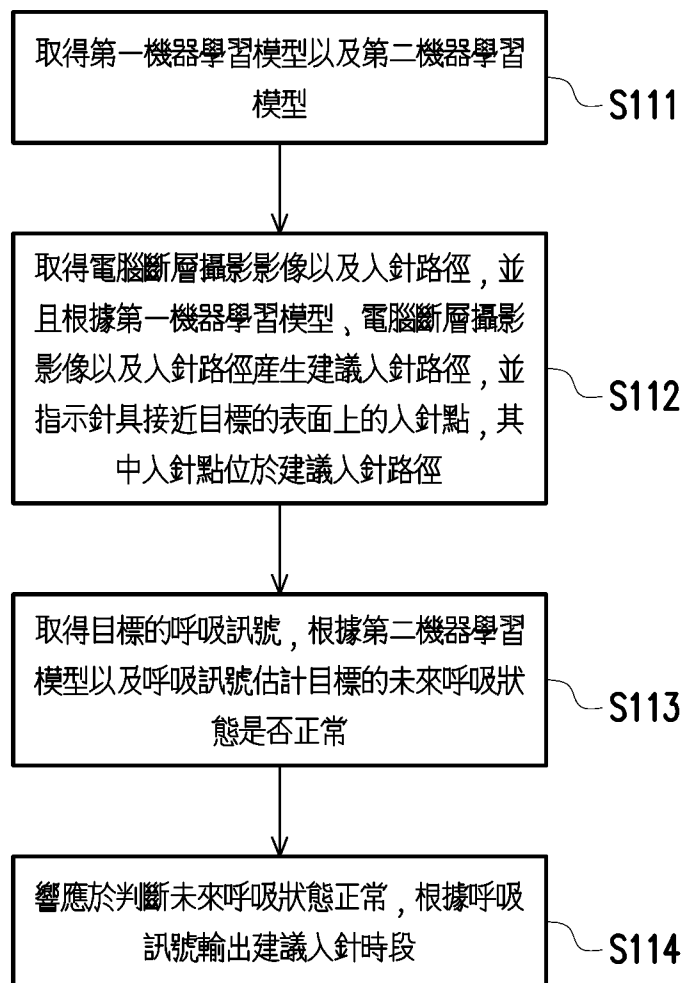 取得第一機器學習模型以及第二機器學習
模型
S111
取得電腦斷層攝影影像以及入針路徑，並
且根據第一機器學習模型、電腦斷層攝影
影像以及入針路徑產生建議入針路徑，並
指示針具接近目標的表面上的入針點，其
中入針點位於建議入針路徑
S112
取得目標的呼吸訊號，根據第二機器學習
模型以及呼吸訊號估計目標的未來呼吸狀
態是否正常
S113
響應於判斷未來呼吸狀態正常，根據呼吸
訊號輸出建議入針時段
S114